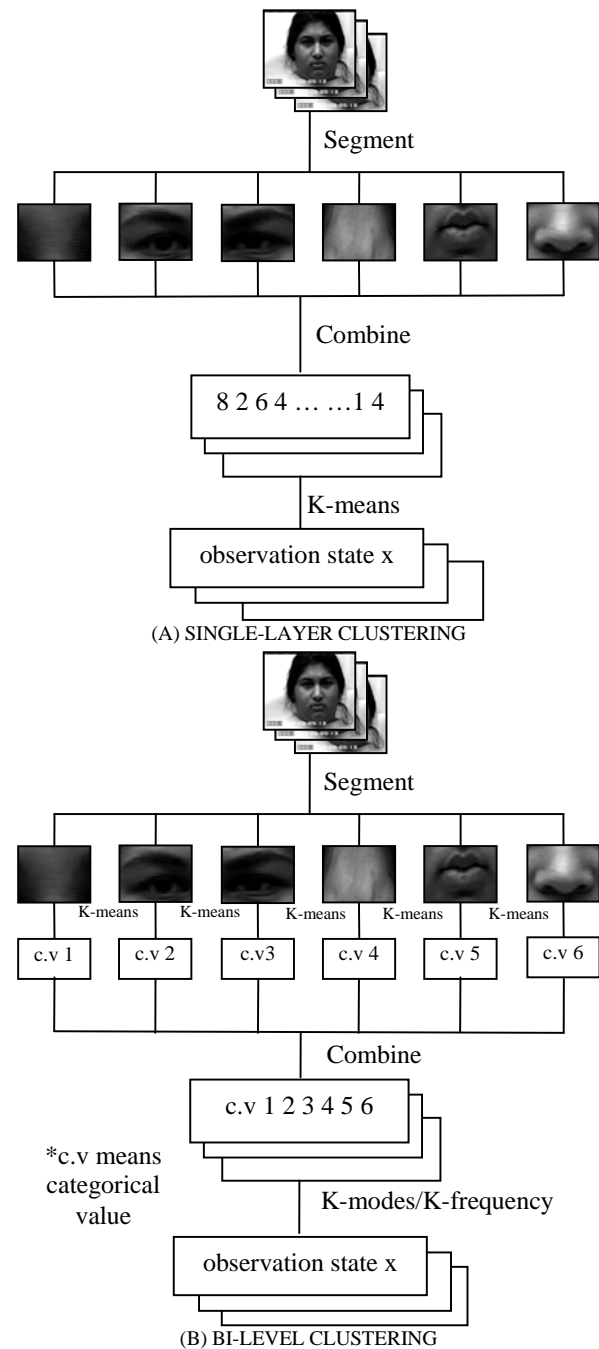 Segment
Combine
8 2 6 4 … …1 4
K-means
observation state x
(A) SINGLE-LAYER CLUSTERING
Segment
K-means K-means K-means K-means K-means
c.v 1 c.v 2 c.v3 c.v 4 c.v 5 c.v 6
Combine
c.v 1 2 3 4 5 6
*c.v means
categorical
value
K-modes/K-frequency
observation state x
(B) BI-LEVEL CLUSTERING